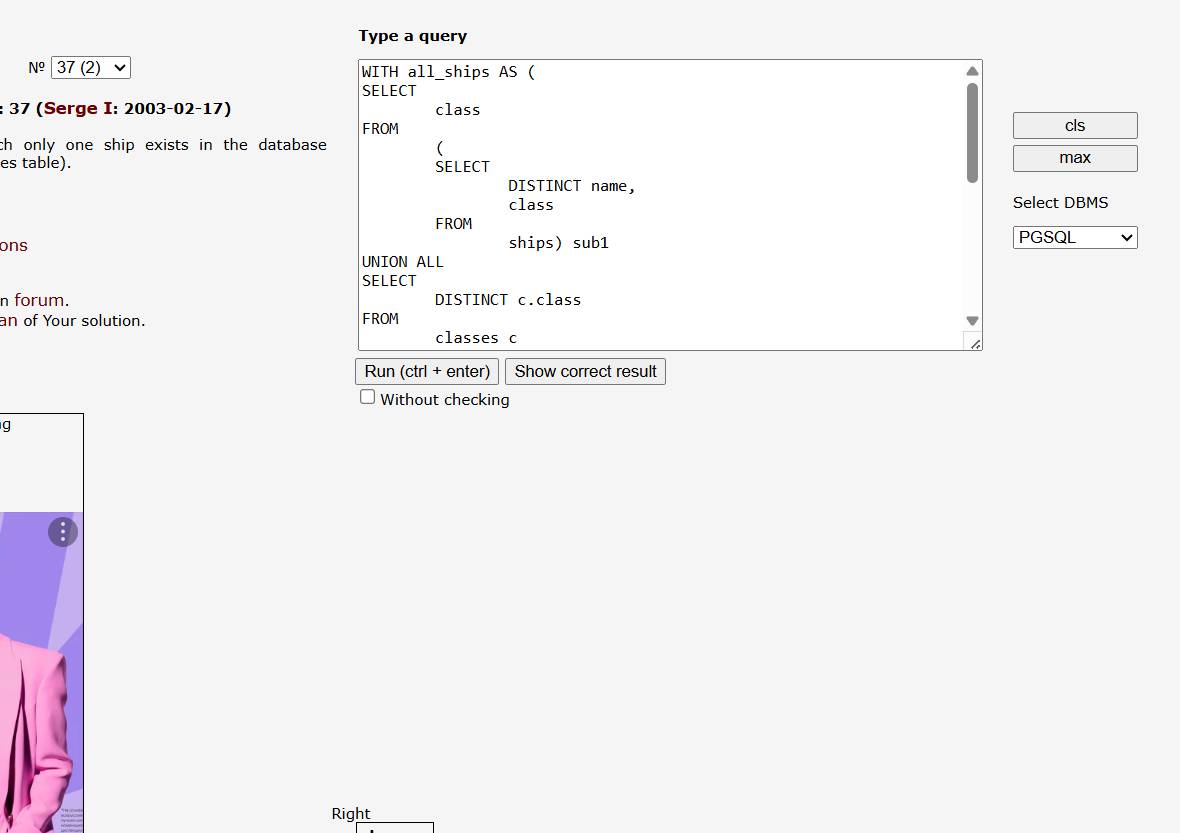 Type a query
№ 37 (2)
: 37 (Serge I: 2003-02-17)
ch only one ship exists in the database
es table).
ons
n forum.
an of Your solution.
g
WITH all_ships AS (
SELECT
class
FROM
(
SELECT
DISTINCT name,
class
FROM
ships) sub1
UNION ALL
SELECT
DISTINCT c.class
FROM
classes c
cls
max
Select DBMS
PGSQL
Run (ctrl + enter) Show correct result
Without checking
Right